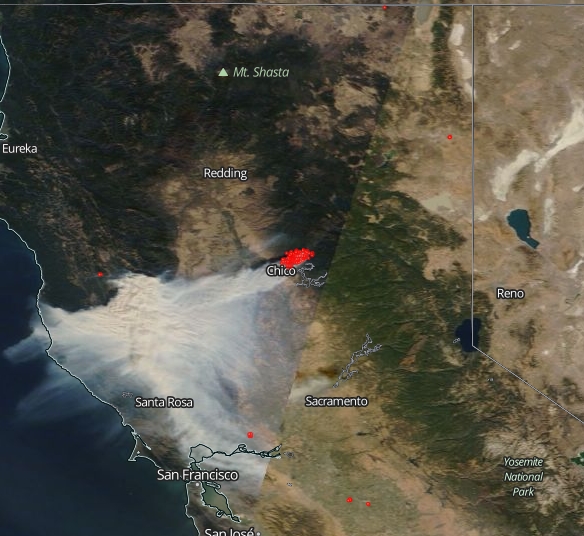 Mt. Shasta
Eureka
Redding
Chico
Reno
Santa Rosa
Sacramento
Yosemite
National
Park
San Francisco
San José